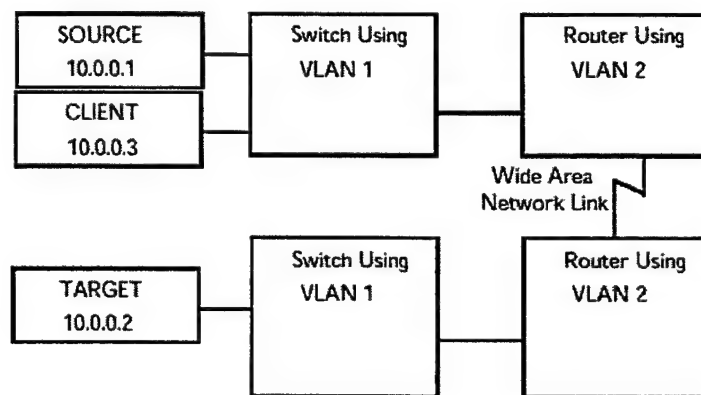 SOURCE
10.0.0.1
CLIENT
10.0.0.3
Switch Using
VLAN 1
Router Using
VLAN 2
Wide Area
Network Link
TARGET
10.0.0.2
Switch Using
VLAN 1
Router Using
VLAN 2